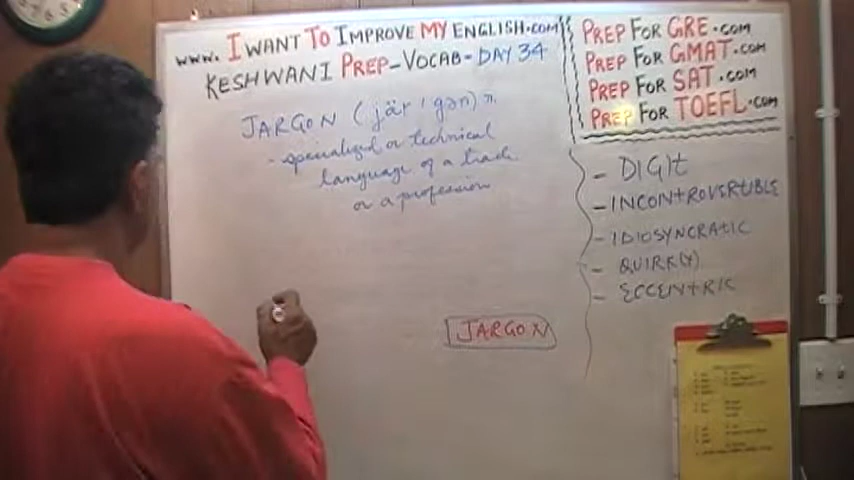 www. I WANT TO IMPROVE MY ENGLISH.COM
KESHWANI PREP-VOCAB-DAY 34
JARGON (jär'gən) n.
- specialized or technical
language of a trade
or a profession
JARGON
PREP FOR GRE.COM
PREP FOR GMAT.COM
PREP FOR SAT.COM
PREP FOR TOEFL.COM
- DIGIT
- INCONTROVERTIBLE
- IDIOSYNCRATIC
- QUIRK(Y)
- ECCENTRIC